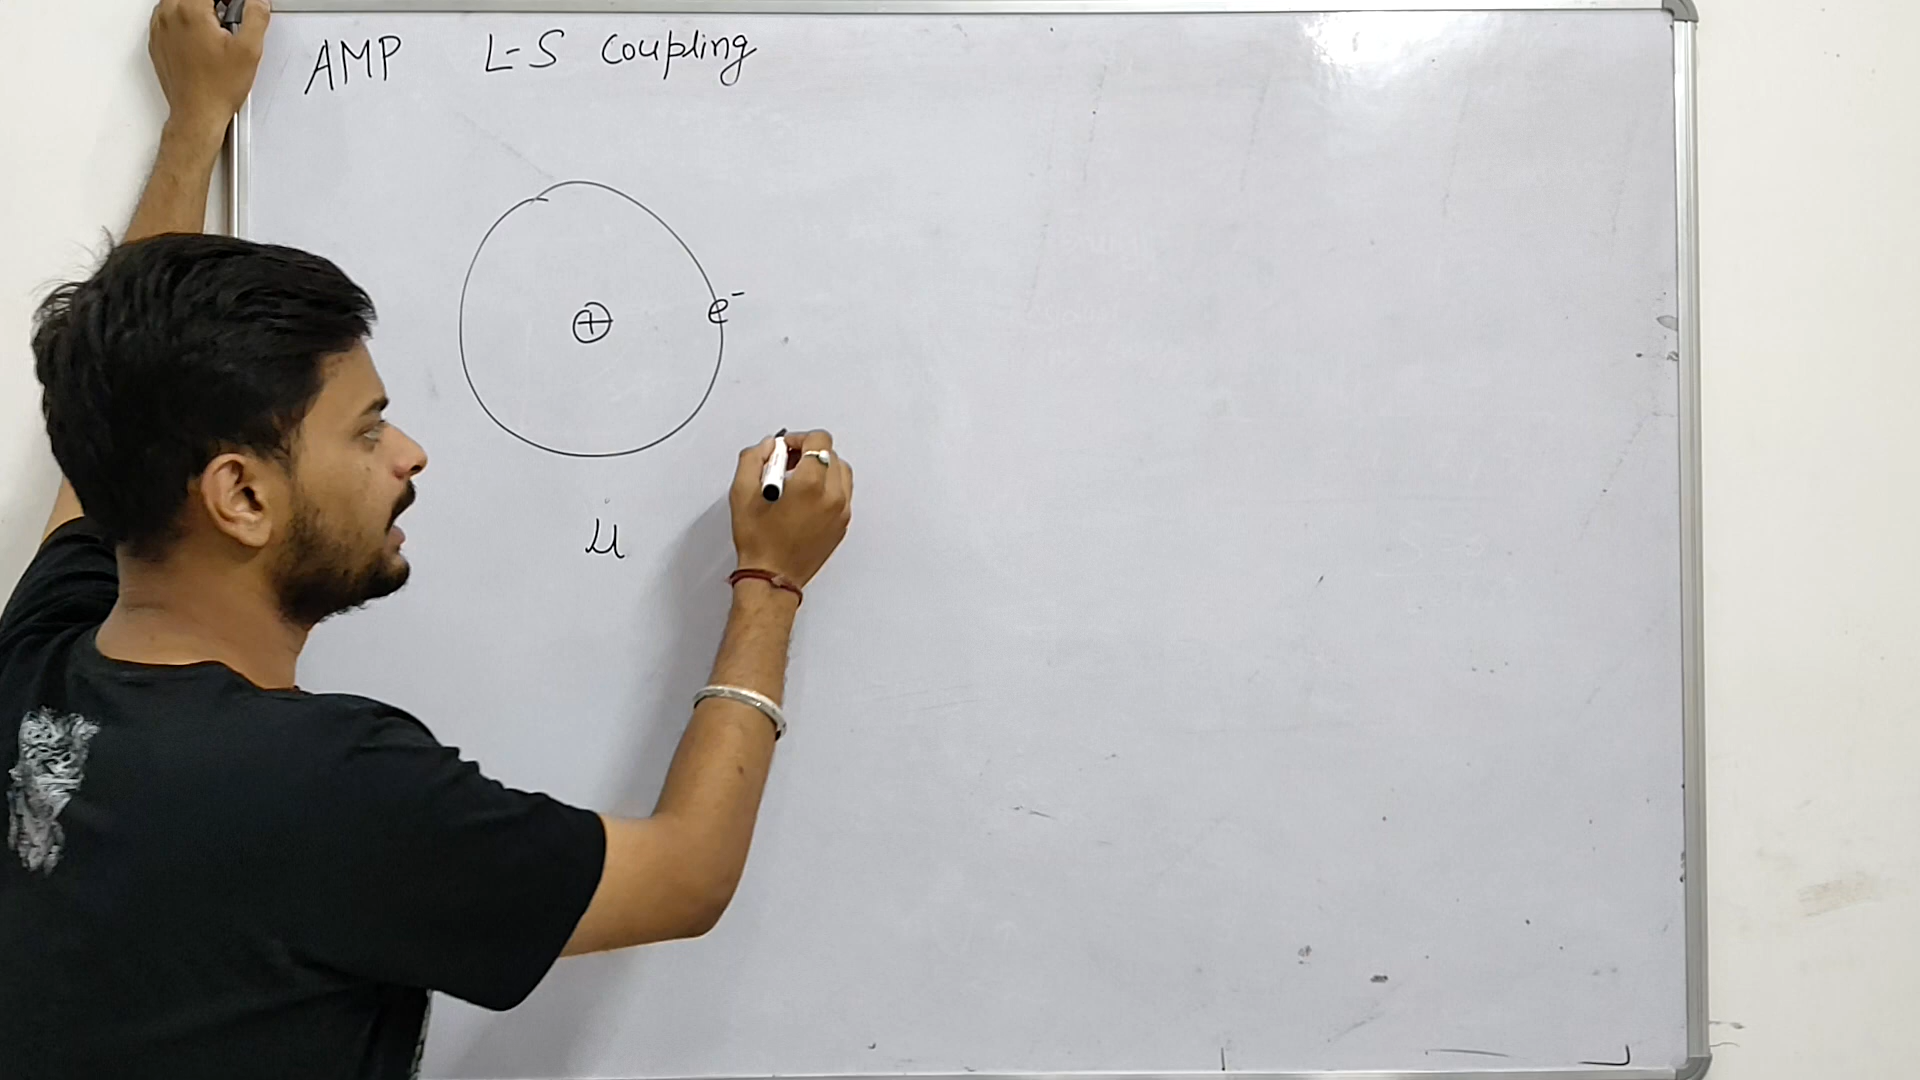 AMP L-S Coupling
⊕ e⁻
μ